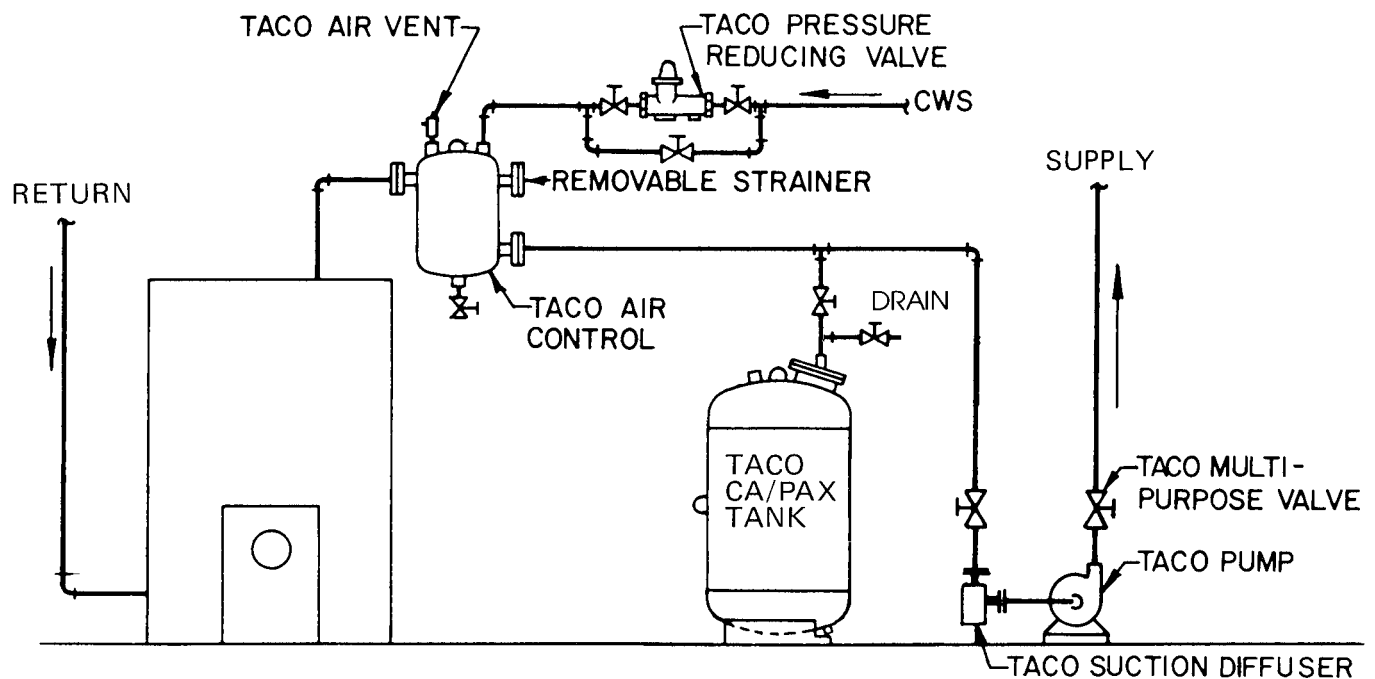 TACO AIR VENT
TACO PRESSURE
REDUCING VALVE
CWS
SUPPLY
REMOVABLE STRAINER
RETURN
TACO AIR
CONTROL
DRAIN
TACO
CA/PAX
TANK
TACO MULTI-
PURPOSE VALVE
TACO PUMP
TACO SUCTION DIFFUSER